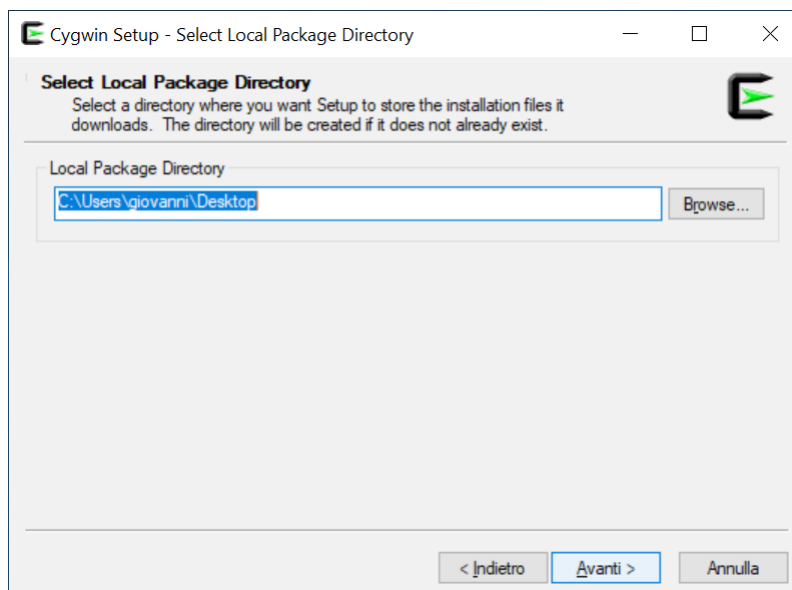 Cygwin Setup - Select Local Package Directory
Select Local Package Directory
Select a directory where you want Setup to store the installation files it
downloads. The directory will be created if it does not already exist.
Local Package Directory
C:\Users\giovanni\Desktop
Browse...
< Indietro
Avanti >
Annulla